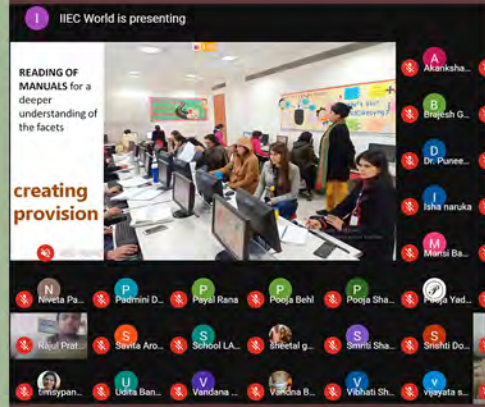 I IIEC World is presenting
READING OF
MANUALS for a
deeper
understanding of
the facets
creating
provision
A
Akanksha...
B
Brajesh G...
D
Dr. Punee...
I
Isha naruka
M
Mansi Ba...
N P P P P
Niveta Pa... Padmini D... Payal Rana Pooja Behl Pooja Sha... Pooja Yad...
S S S S
Rajul Prat... Savita Aro... School LA... sheetal g... Smriti Sha... Srishti Do...
U V V v
timsypan... Udita Ban... Vandana ... Vandna B... Vibhati Sh... vijayata s...